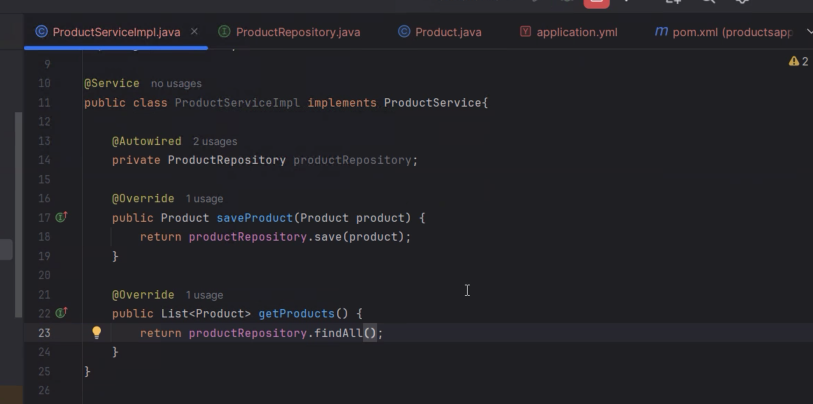 ProductServiceImpl.java × ProductRepository.java Product.java application.yml m pom.xml (productsapp
9 2
10 @Service no usages
11 public class ProductServiceImpl implements ProductService{
12
13 @Autowired 2 usages
14 private ProductRepository productRepository;
15
16 @Override 1 usage
17 public Product saveProduct(Product product) {
18 return productRepository.save(product);
19 }
20
21 @Override 1 usage
22 public List<Product> getProducts() {
23 return productRepository.findAll();
24 }
25 }
26